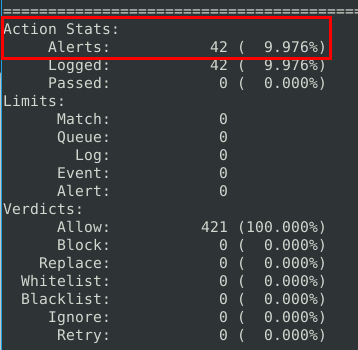 ===============================================
Action Stats:
     Alerts:           42 (  9.976%)
     Logged:           42 (  9.976%)
     Passed:            0 (  0.000%)
Limits:
      Match:            0
      Queue:            0
        Log:            0
      Event:            0
      Alert:            0
Verdicts:
      Allow:          421 (100.000%)
      Block:            0 (  0.000%)
    Replace:            0 (  0.000%)
  Whitelist:            0 (  0.000%)
  Blacklist:            0 (  0.000%)
     Ignore:            0 (  0.000%)
      Retry:            0 (  0.000%)